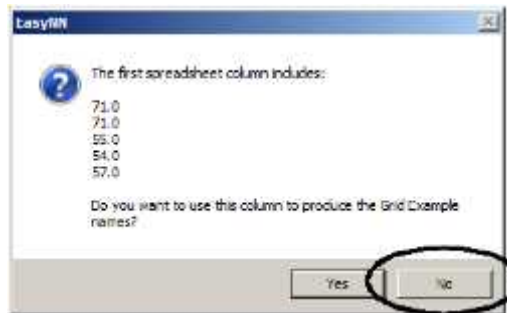 EasyNN
The first spreadsheet column includes:
71.0
71.0
55.0
54.0
57.0
Do you want to use this column to produce the Grid Example
names?
Yes
No